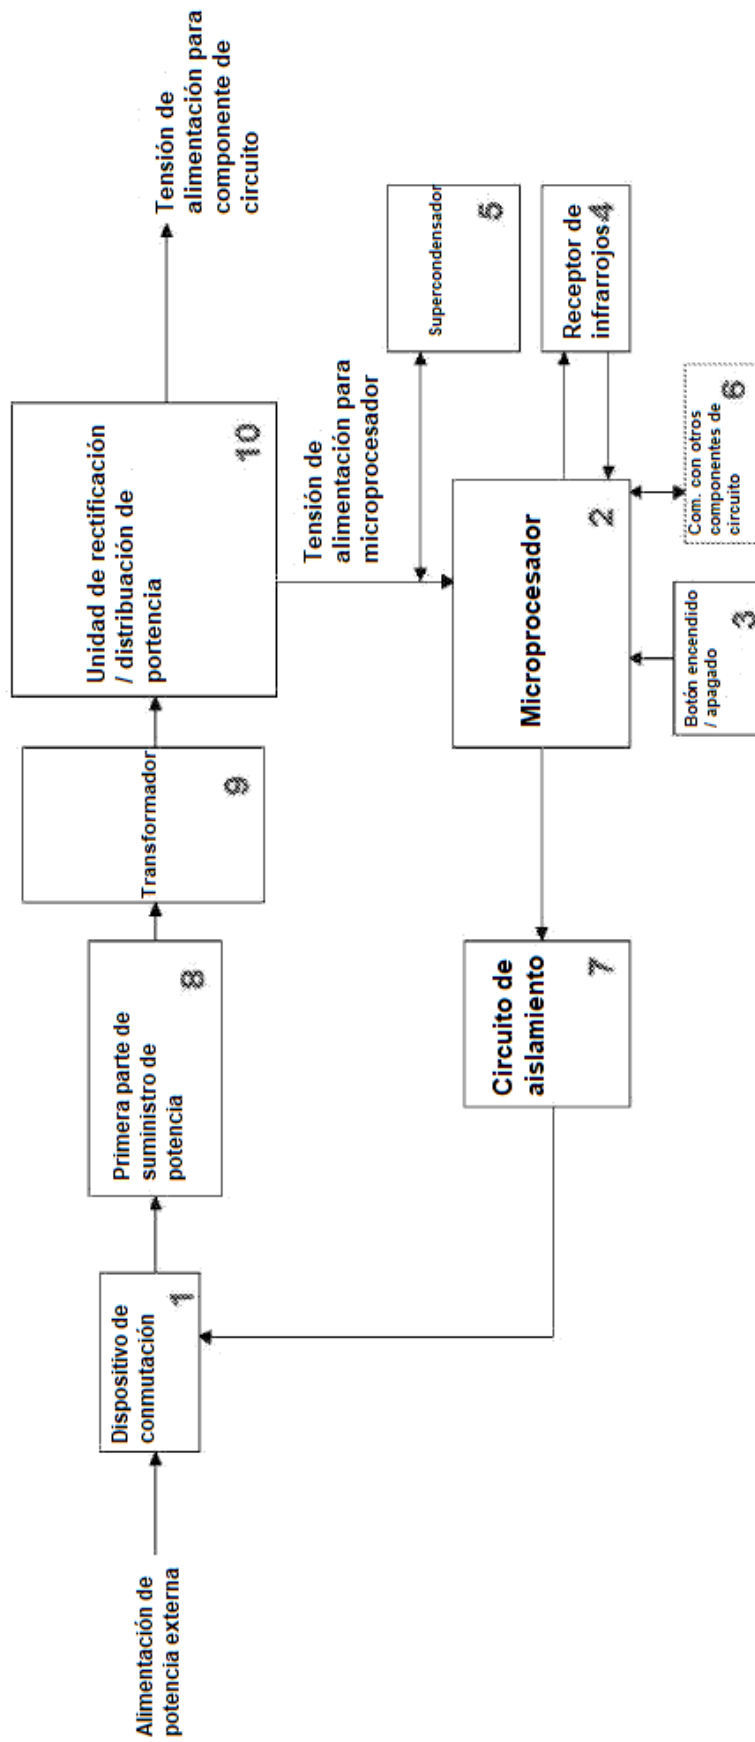 Alimentación de
potencia externa
Dispositivo de
conmutación
1
Primera parte de
suministro de
potencia
8
Transformador
9
Unidad de rectificación
/ distribuación de
portencia
10
Tensión de
alimentación para
componente de
circuito
Tensión de
alimentación para
microprocesador
Supercondensador
5
Receptor de
infrarrojos
4
Microprocesador
2
Com. con otros
componentes de
circuito
6
Botón encendido
/ apagado
3
Circuito de
aislamiento
7